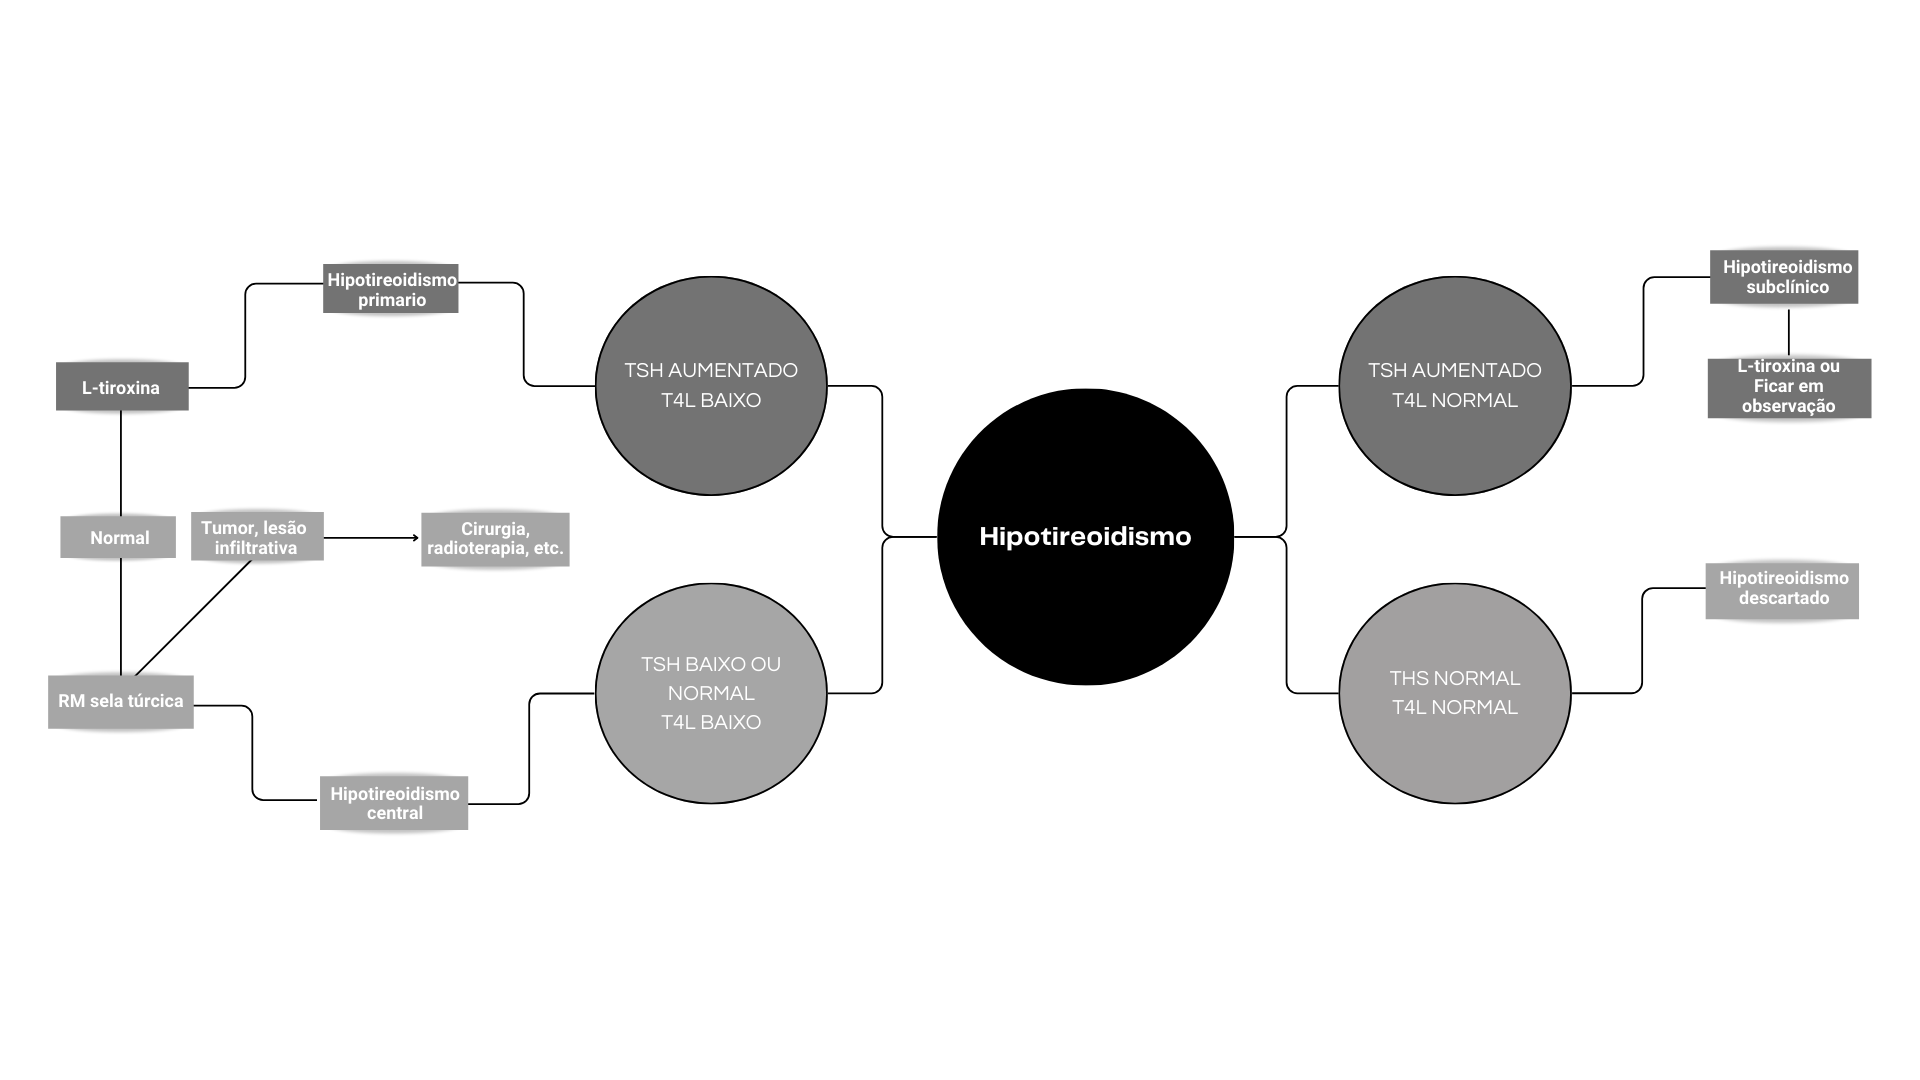 Hipotireoidismo
primario
L-tiroxina
TSH AUMENTADO
T4L BAIXO
Normal
Tumor, lesão
infiltrativa
Cirurgia,
radioterapia, etc.
TSH BAIXO OU
NORMAL
T4L BAIXO
RM sela túrcica
Hipotireoidismo
central
Hipotireoidismo
TSH AUMENTADO
T4L NORMAL
Hipotireoidismo
subclínico
L-tiroxina ou
Ficar em
observação
THS NORMAL
T4L NORMAL
Hipotireoidismo
descartado